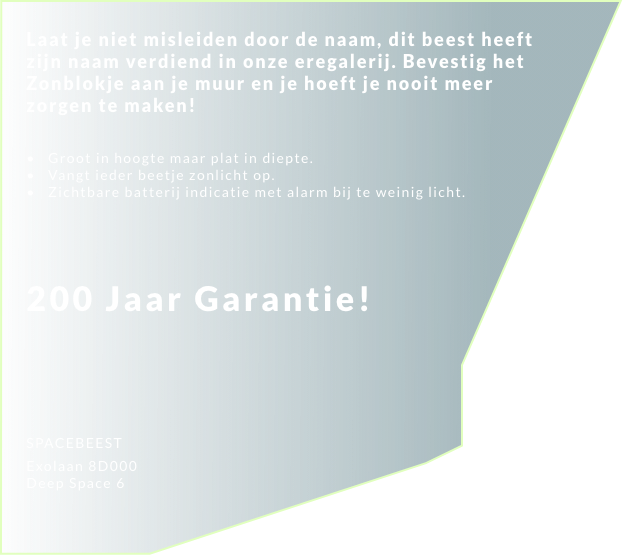 Laat je niet misleiden door de naam, dit beest heeft
zijn naam verdiend in onze eregalerij. Bevestig het
Zonblokje aan je muur en je hoeft je nooit meer
zorgen te maken!
• Groot in hoogte maar plat in diepte.
• Vangt ieder beetje zonlicht op.
• Zichtbare batterij indicatie met alarm bij te weinig licht.
200 Jaar Garantie!
SPACEBEEST
Exolaan 8D000
Deep Space 6